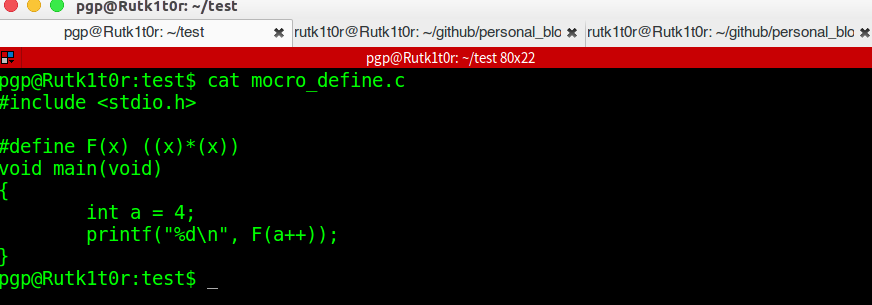 pgp@Rutk1t0r: ~/test
pgp@Rutk1t0r: ~/test
rutk1t0r@Rutk1t0r: ~/github/personal_blo
rutk1t0r@Rutk1t0r: ~/github/personal_blo
pgp@Rutk1t0r: ~/test 80x22
pgp@Rutk1t0r:test$ cat mocro_define.c
#include <stdio.h>
#define F(x) ((x)*(x))
void main(void)
{
        int a = 4;
        printf("%d\n", F(a++));
}
pgp@Rutk1t0r:test$ _